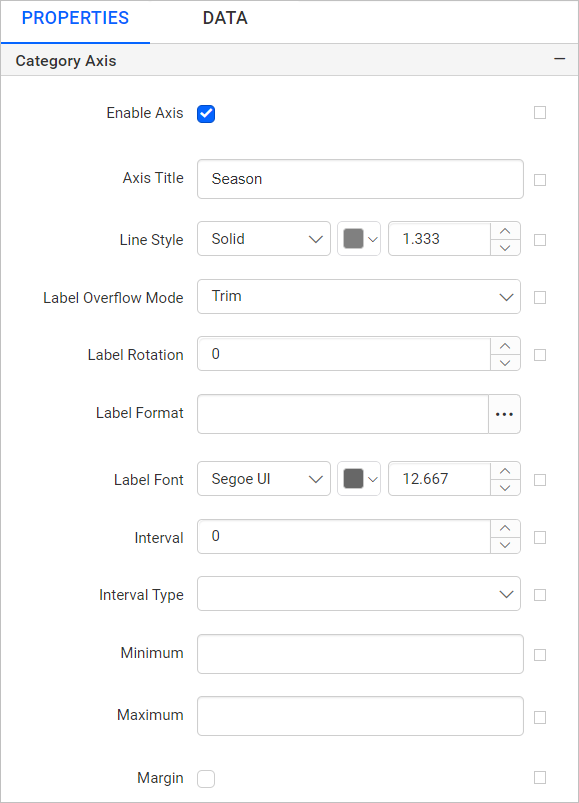 PROPERTIES DATA
Category Axis
Enable Axis
Axis Title Season
Line Style Solid 1.333
Label Overflow Mode Trim
Label Rotation 0
Label Format ...
Label Font Segoe UI 12.667
Interval 0
Interval Type
Minimum
Maximum
Margin